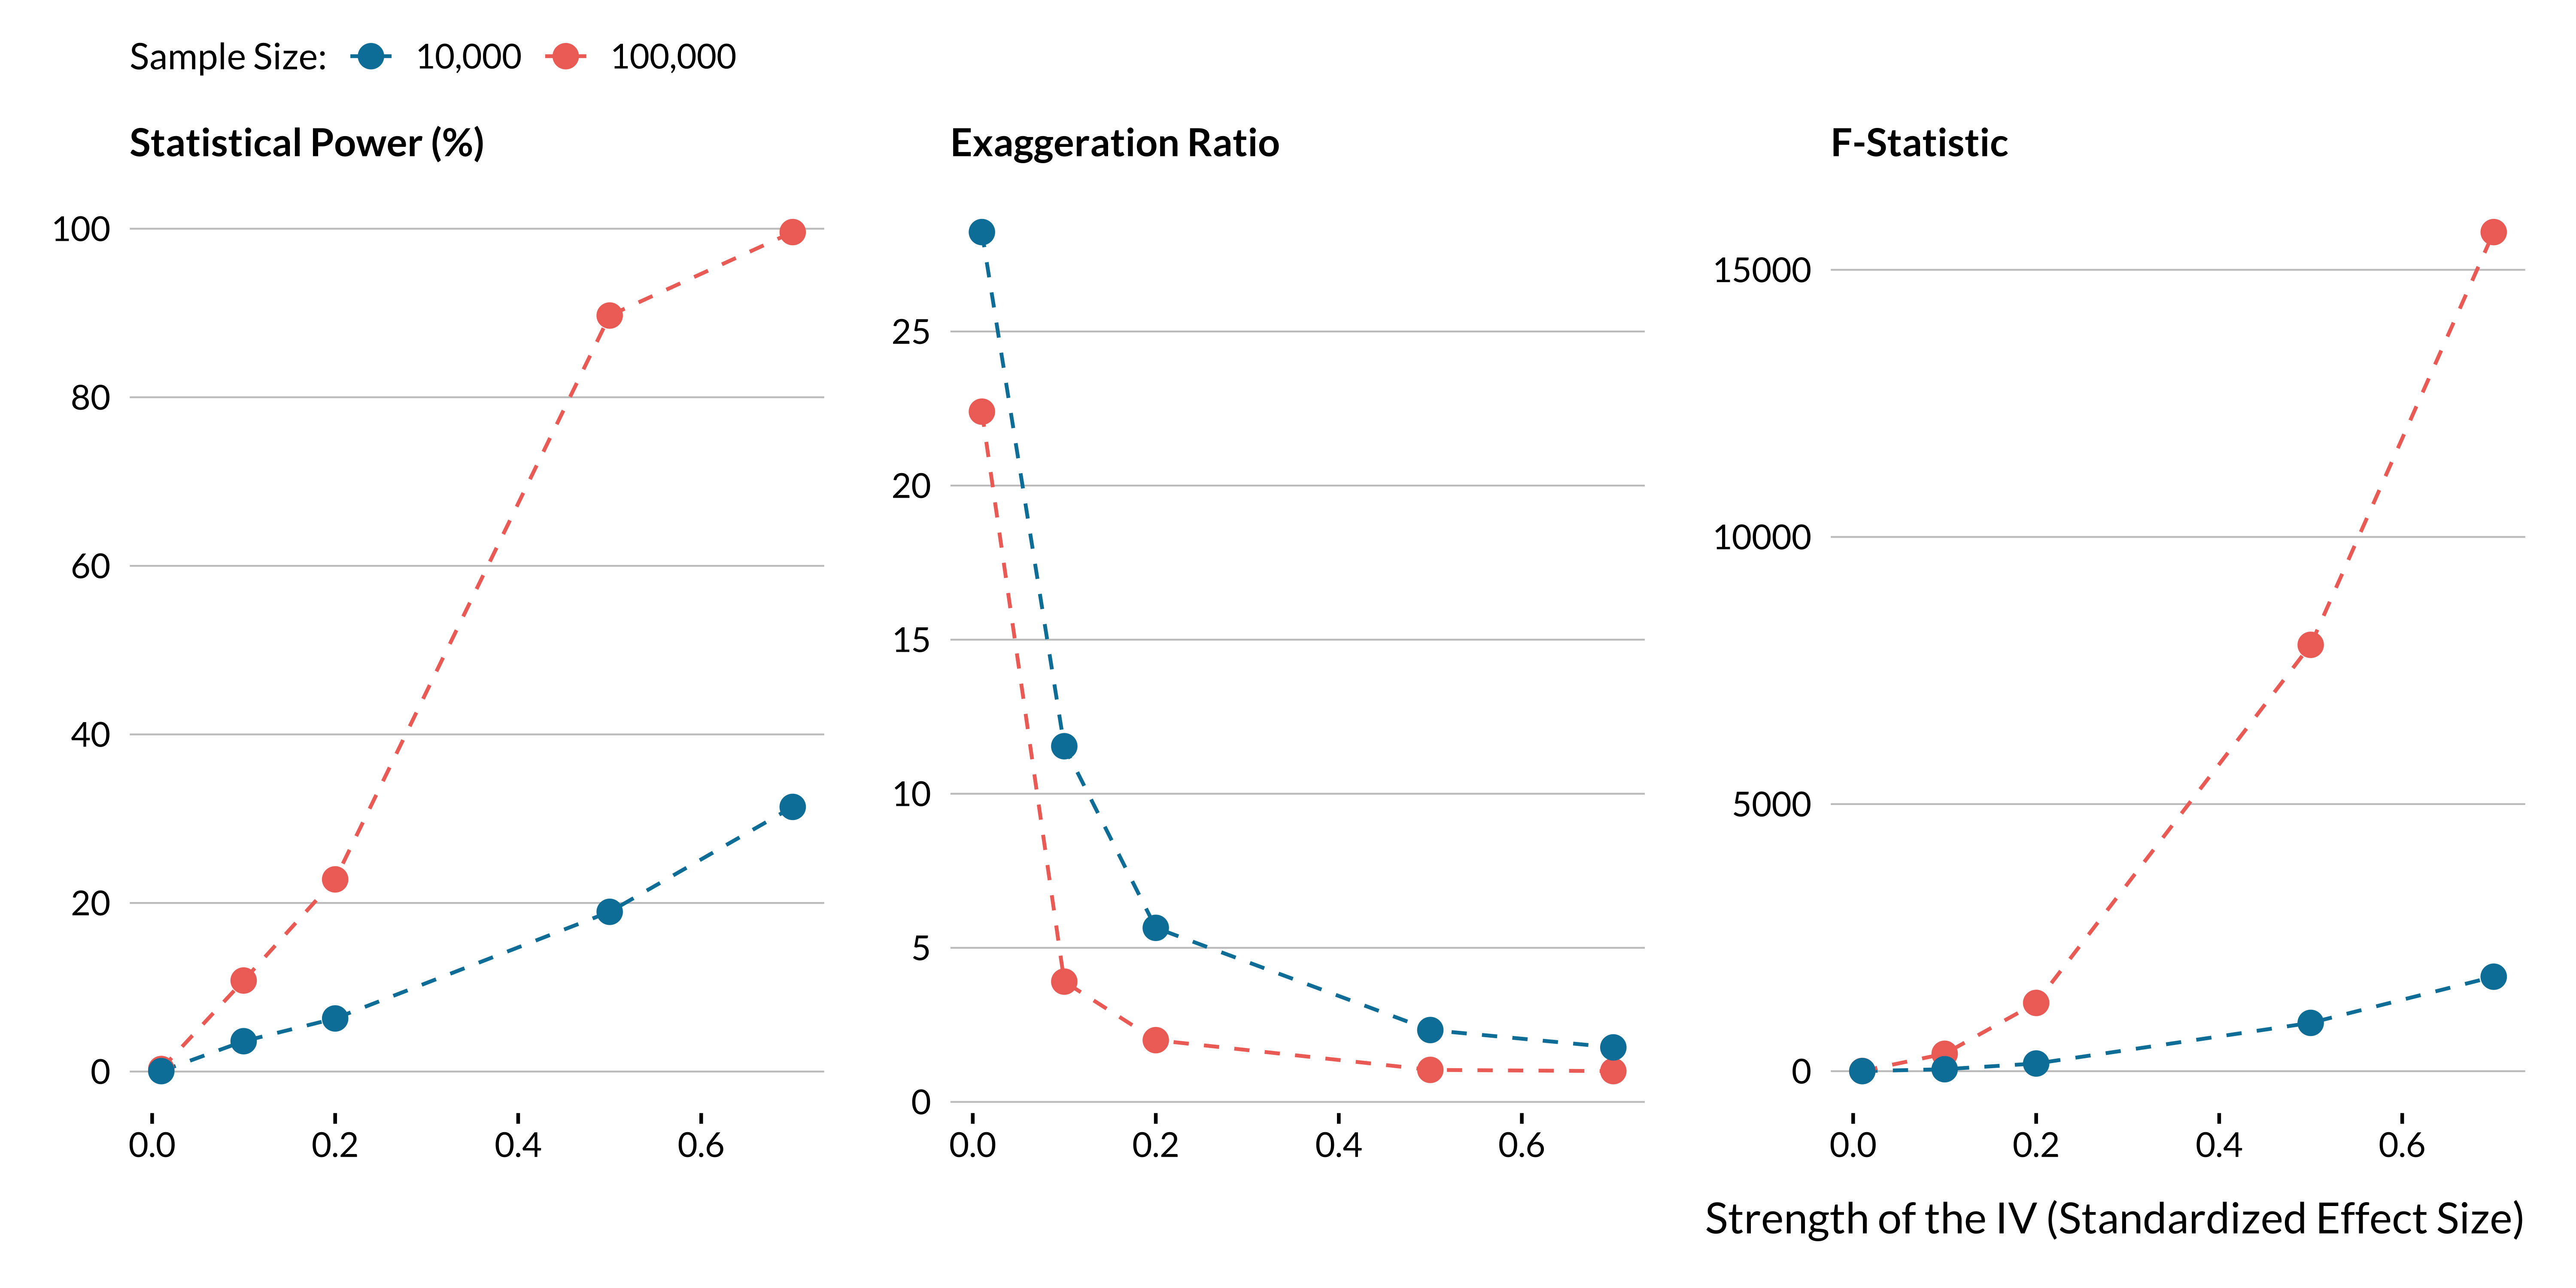 Sample Size: 10,000 100,000
Statistical Power (%)
100
80
60
40
20
0
0.0 0.2 0.4 0.6
Exaggeration Ratio
25
20
15
10
5
0
0.0 0.2 0.4 0.6
F-Statistic
15000
10000
5000
0
0.0 0.2 0.4 0.6
Strength of the IV (Standardized Effect Size)